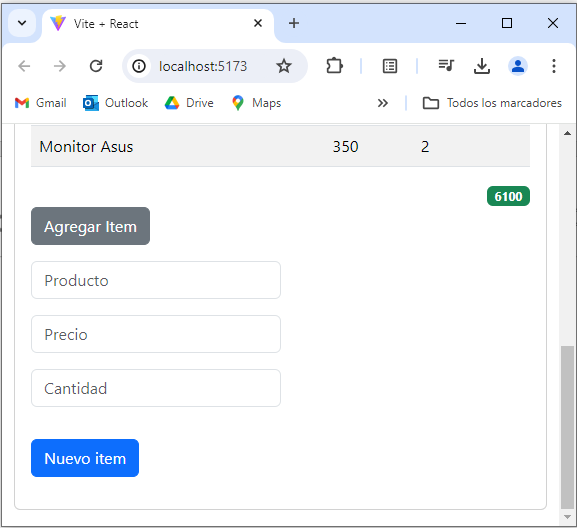 Vite + React
localhost:5173
Gmail Outlook Drive Maps » Todos los marcadores
Monitor Asus 350 2
6100
Agregar Item
Producto
Precio
Cantidad
Nuevo item